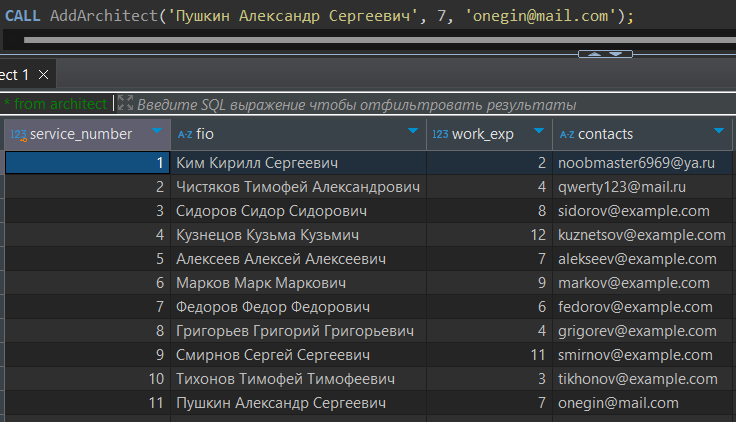 CALL AddArchitect('Пушкин Александр Сергеевич', 7, 'onegin@mail.com');
ect 1 ×
* from architect Введите SQL выражение чтобы отфильтровать результаты
123 service_number A-Z fio 123 work_exp A-Z contacts
1 Ким Кирилл Сергеевич 2 noobmaster6969@ya.ru
2 Чистяков Тимофей Александрович 4 qwerty123@mail.ru
3 Сидоров Сидор Сидорович 8 sidorov@example.com
4 Кузнецов Кузьма Кузьмич 12 kuznetsov@example.com
5 Алексеев Алексей Алексеевич 7 alekseev@example.com
6 Марков Марк Маркович 9 markov@example.com
7 Федоров Федор Федорович 6 fedorov@example.com
8 Григорьев Григорий Григорьевич 4 grigorev@example.com
9 Смирнов Сергей Сергеевич 11 smirnov@example.com
10 Тихонов Тимофей Тимофеевич 3 tikhonov@example.com
11 Пушкин Александр Сергеевич 7 onegin@mail.com